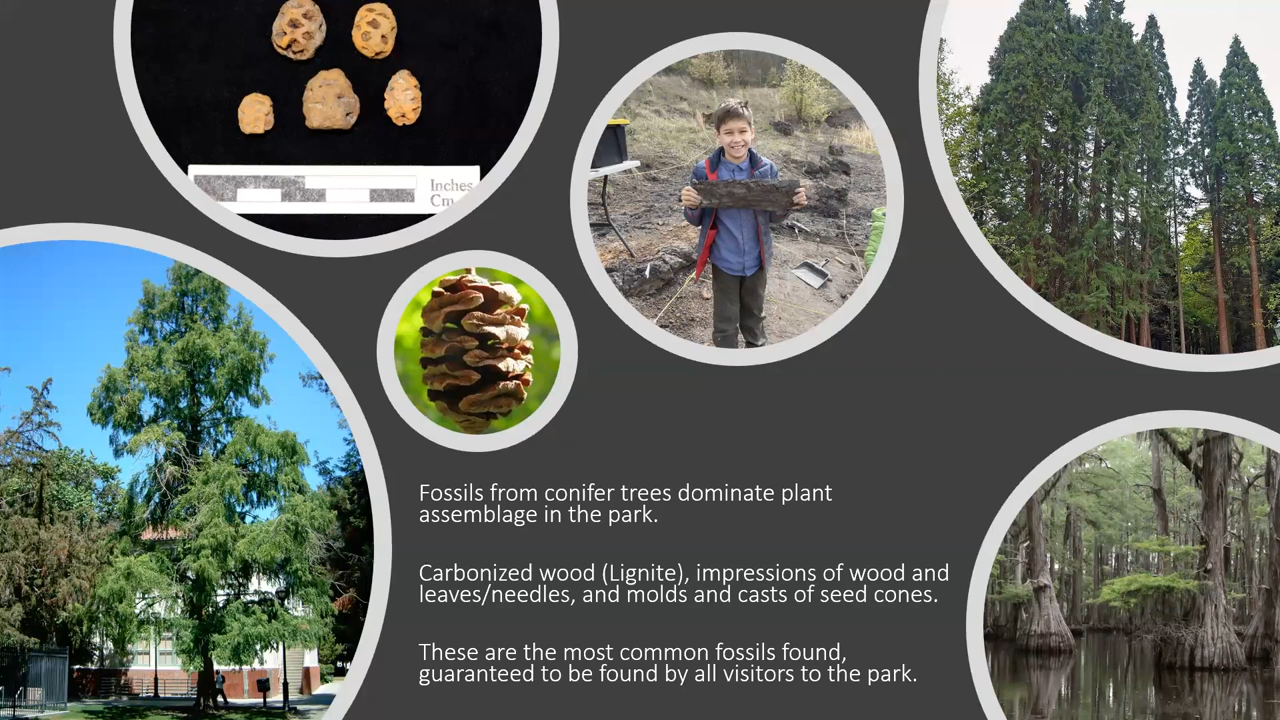 Inches
Cm
Fossils from conifer trees dominate plant
assemblage in the park.
Carbonized wood (Lignite), impressions of wood and
leaves/needles, and molds and casts of seed cones.
These are the most common fossils found,
guaranteed to be found by all visitors to the park.